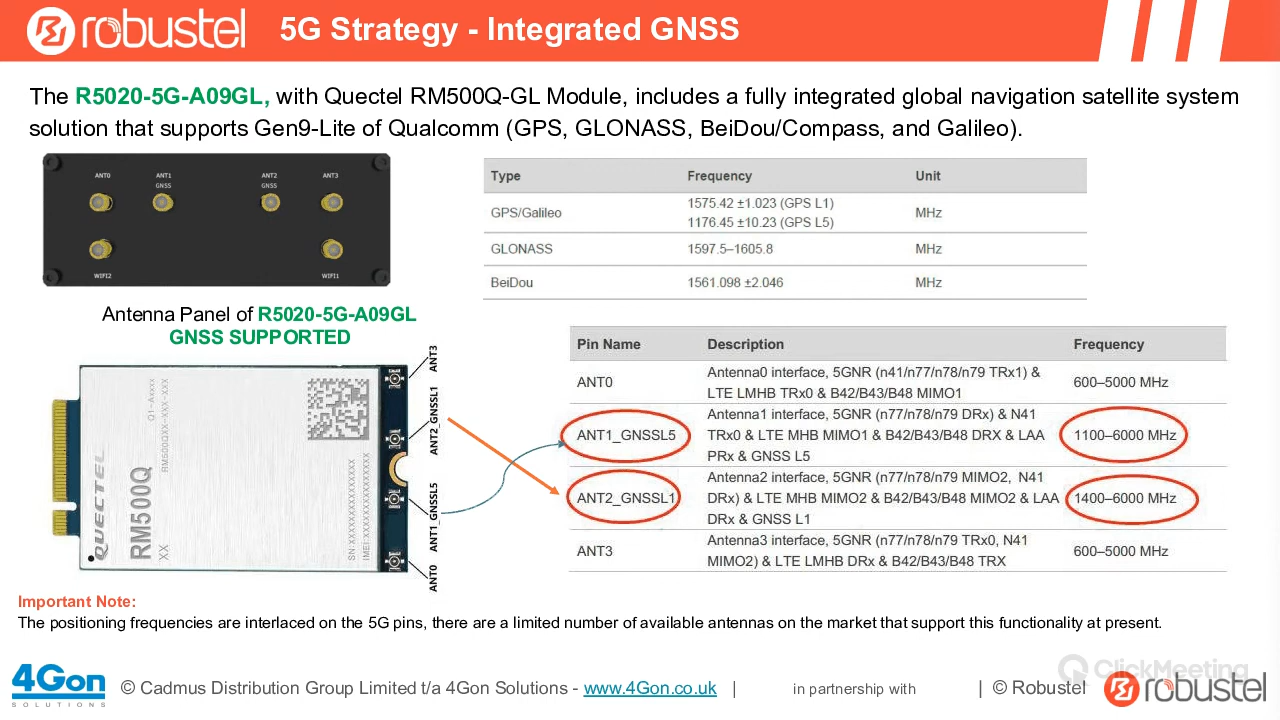 robustel
5G Strategy - Integrated GNSS
The R5020-5G-A09GL, with Quectel RM500Q-GL Module, includes a fully integrated global navigation satellite system
solution that supports Gen9-Lite of Qualcomm (GPS, GLONASS, BeiDou/Compass, and Galileo).
ANT0 ANT1 ANT2 ANT3
GNSS GNSS
WIFI2 WIFI1
Antenna Panel of R5020-5G-A09GL
GNSS SUPPORTED
Type Frequency Unit
GPS/Galileo 1575.42 ±1.023 (GPS L1) MHz
1176.45 ±10.23 (GPS L5)
GLONASS 1597.5–1605.8 MHz
BeiDou 1561.098 ±2.046 MHz
QUECTEL
RM500Q
XX
Q1-Axxxx
RM500QXX-XXX-XXX
SN:XXXXXXXXXXXXXXX
IMEI:XXXXXXXXXXXXXXX
ANT3
ANT2_GNSSL1
ANT1_GNSSL5
ANT0
Pin Name Description Frequency
ANT0 Antenna0 interface, 5GNR (n41/n77/n78/n79 TRx1) & 600–5000 MHz
LTE LMHB TRx0 & B42/B43/B48 MIMO1
Antenna1 interface, 5GNR (n77/n78/n79 DRx) & N41
ANT1_GNSSL5 TRx0 & LTE MHB MIMO1 & B42/B43/B48 DRX & LAA 1100–6000 MHz
PRx & GNSS L5
Antenna2 interface, 5GNR (n77/n78/n79 MIMO2, N41
ANT2_GNSSL1 DRx) & LTE MHB MIMO2 & B42/B43/B48 MIMO2 & LAA 1400–6000 MHz
DRx & GNSS L1
ANT3 Antenna3 interface, 5GNR (n77/n78/n79 TRx0, N41 600–5000 MHz
MIMO2) & LTE LMHB DRx & B42/B43/B48 TRX
Important Note:
The positioning frequencies are interlaced on the 5G pins, there are a limited number of available antennas on the market that support this functionality at present.
4Gon
SOLUTIONS
© Cadmus Distribution Group Limited t/a 4Gon Solutions - www.4Gon.co.uk | in partnership with | © Robustel
ClickMeeting
robustel